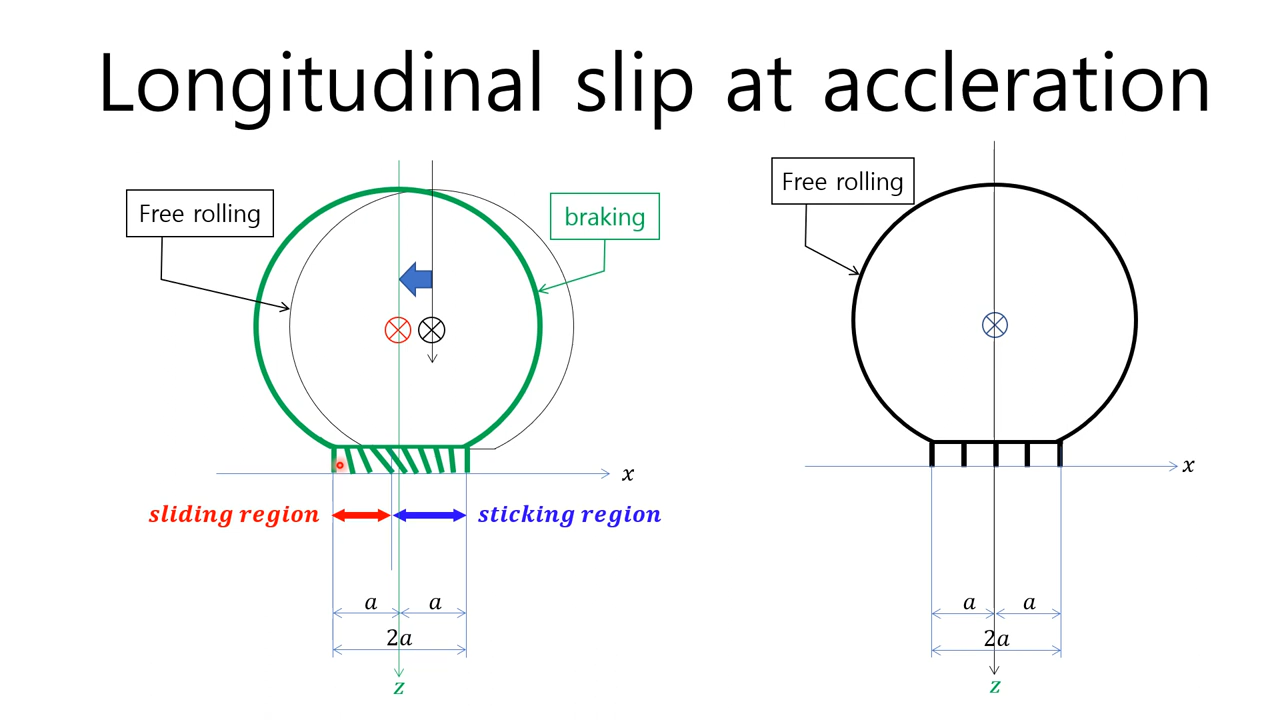 Longitudinal slip at accleration
Free rolling
braking
x
sliding region
sticking region
a
a
2a
z
Free rolling
x
a
a
2a
z